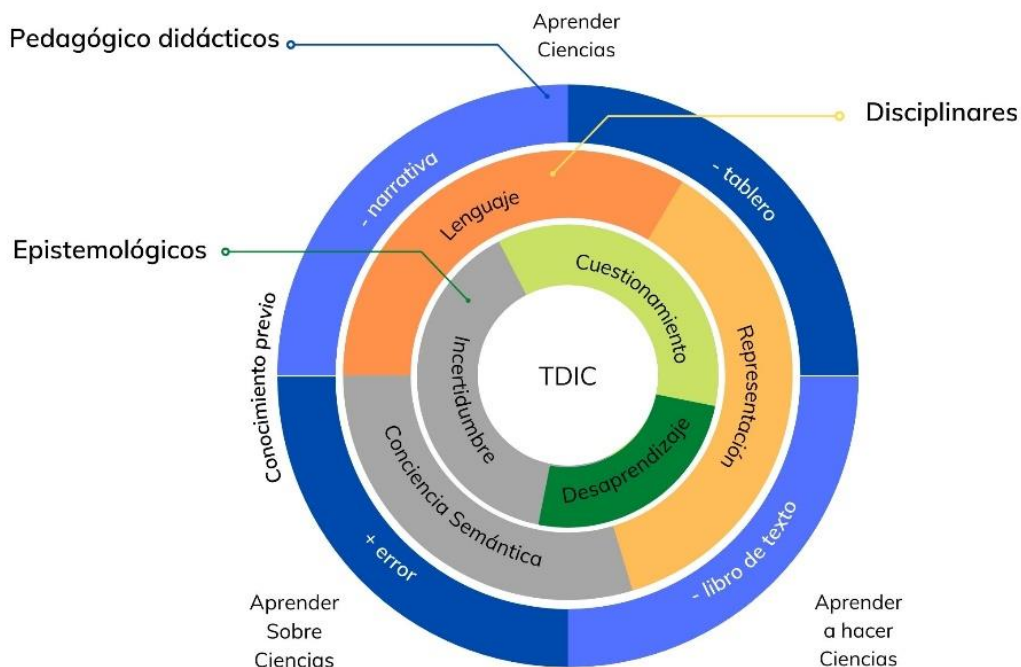 Aprender
Ciencias
Pedagógico didácticos
Disciplinares
- narrativa
- tablero
Lenguaje
Epistemológicos
Cuestionamiento
Conocimiento previo
Incertidumbre
TDIC
Representación
Desaprendizaje
Conciencia Semántica
+ error
- libro de texto
Aprender
Sobre
Ciencias
Aprender
a hacer
Ciencias